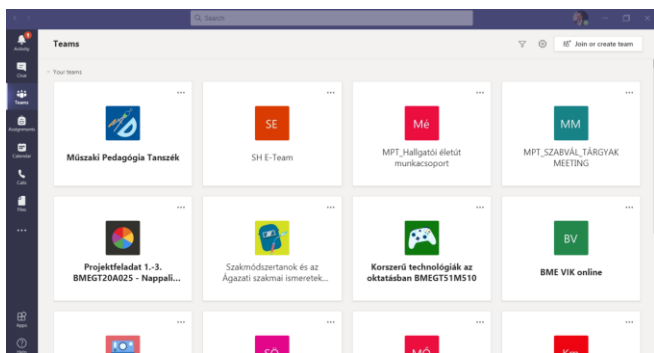 Search
Activity
Chat
Teams
Assignments
Calendar
Calls
Files
Apps
Help
Teams
Join or create team
Your teams
Műszaki Pedagógia Tanszék
SE
SH E-Team
Mé
MPT_Hallgatói életút
munkacsoport
MM
MPT_SZABVÁL_TÁRGYAK
MEETING
Projektfeladat 1.-3.
BMEGT20A025 - Nappali...
Szakmódszertanok és az
Ágazati szakmai ismeretek...
Korszerű technológiák az
oktatásban BMEGT51M510
BV
BME VIK online
SÖ
MÓ
Km